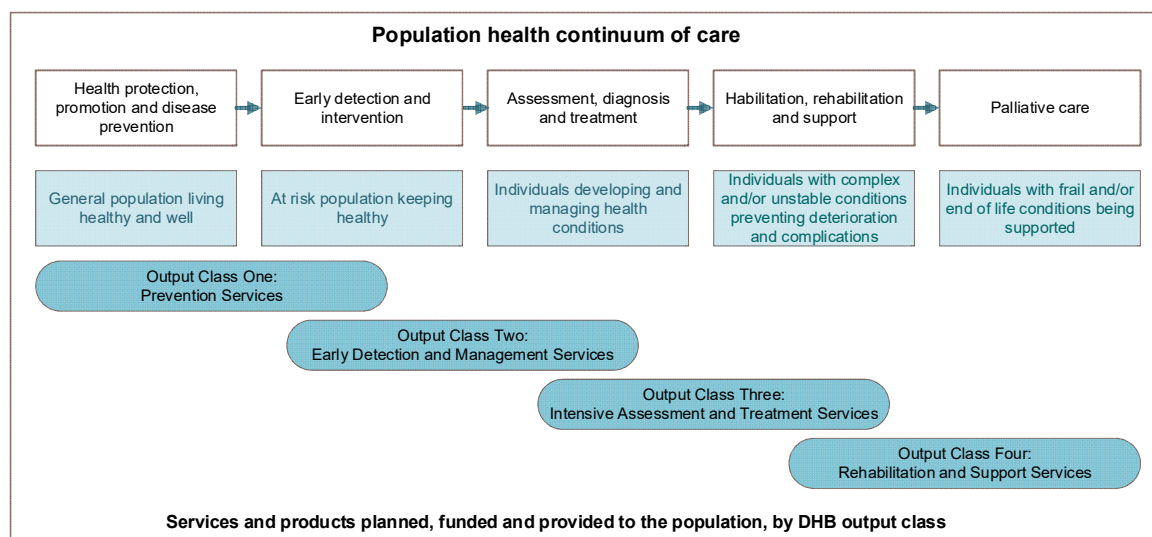 Population health continuum of care
Health protection,
promotion and disease
prevention
Early detection and
intervention
Assessment, diagnosis
and treatment
Habilitation, rehabilitation
and support
Palliative care
General population living
healthy and well
At risk population keeping
healthy
Individuals developing and
managing health
conditions
Individuals with complex
and/or unstable conditions
preventing deterioration
and complications
Individuals with frail and/or
end of life conditions being
supported
Output Class One:
Prevention Services
Output Class Two:
Early Detection and Management Services
Output Class Three:
Intensive Assessment and Treatment Services
Output Class Four:
Rehabilitation and Support Services
Services and products planned, funded and provided to the population, by DHB output class